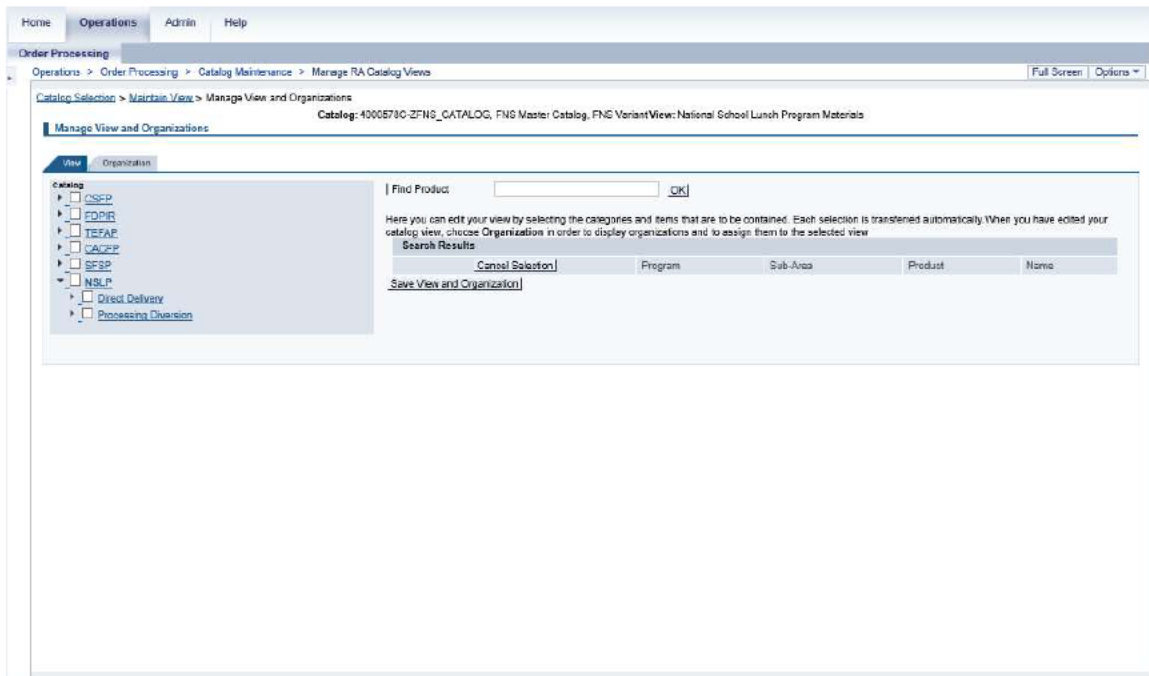 Home Operations Admin Help
Order Processing
Operations > Order Processing > Catalog Maintenance > Manage RA Catalog Views Full Screen Options
Catalog Selection > Maintain View > Manage View and Organizations
Catalog: 4000578C-ZFNS_CATALOG, FNS Master Catalog, FNS VariantView: National School Lunch Program Materials
Manage View and Organizations
View Organization
Catalog
CSFP
FDPIR
TEFAP
CACFP
SFSP
NSLP
Direct Delivery
Processing Diversion
Find Product OK
Here you can edit your view by selecting the categories and items that are to be contained. Each selection is transferred automatically.When you have edited your
catalog view, choose Organization in order to display organizations and to assign them to the selected view
Search Results
Cancel Selection Program Sub-Area Product Name
Save View and Organization